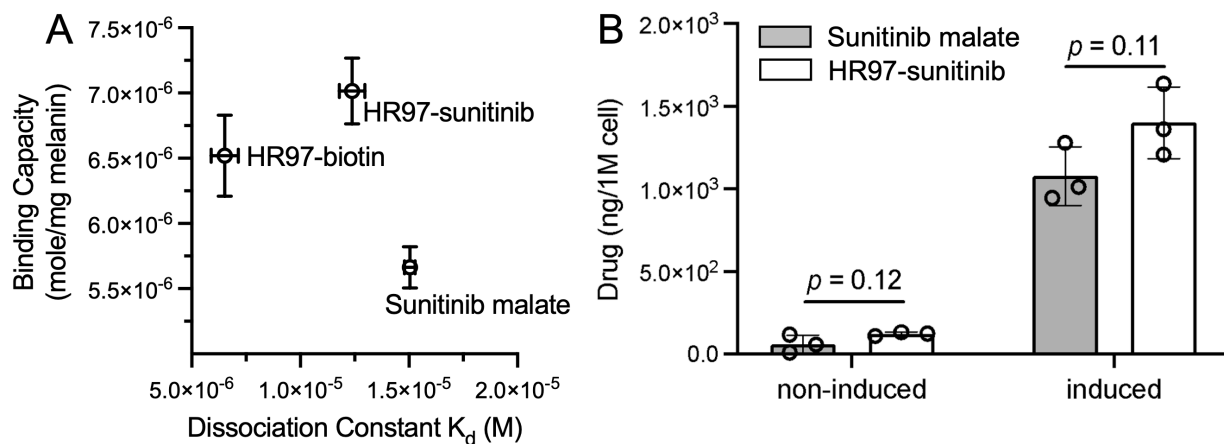 A
Binding Capacity
(mole/mg melanin)
7.5×10⁻⁶
7.0×10⁻⁶
6.5×10⁻⁶
6.0×10⁻⁶
5.5×10⁻⁶
HR97-sunitinib
HR97-biotin
Sunitinib malate
5.0×10⁻⁶ 1.0×10⁻⁵ 1.5×10⁻⁵ 2.0×10⁻⁵
Dissociation Constant K_d (M)
B
Drug (ng/1M cell)
2.0×10³
1.5×10³
1.0×10³
5.0×10²
0.0
Sunitinib malate
HR97-sunitinib
p = 0.11
p = 0.12
non-induced induced